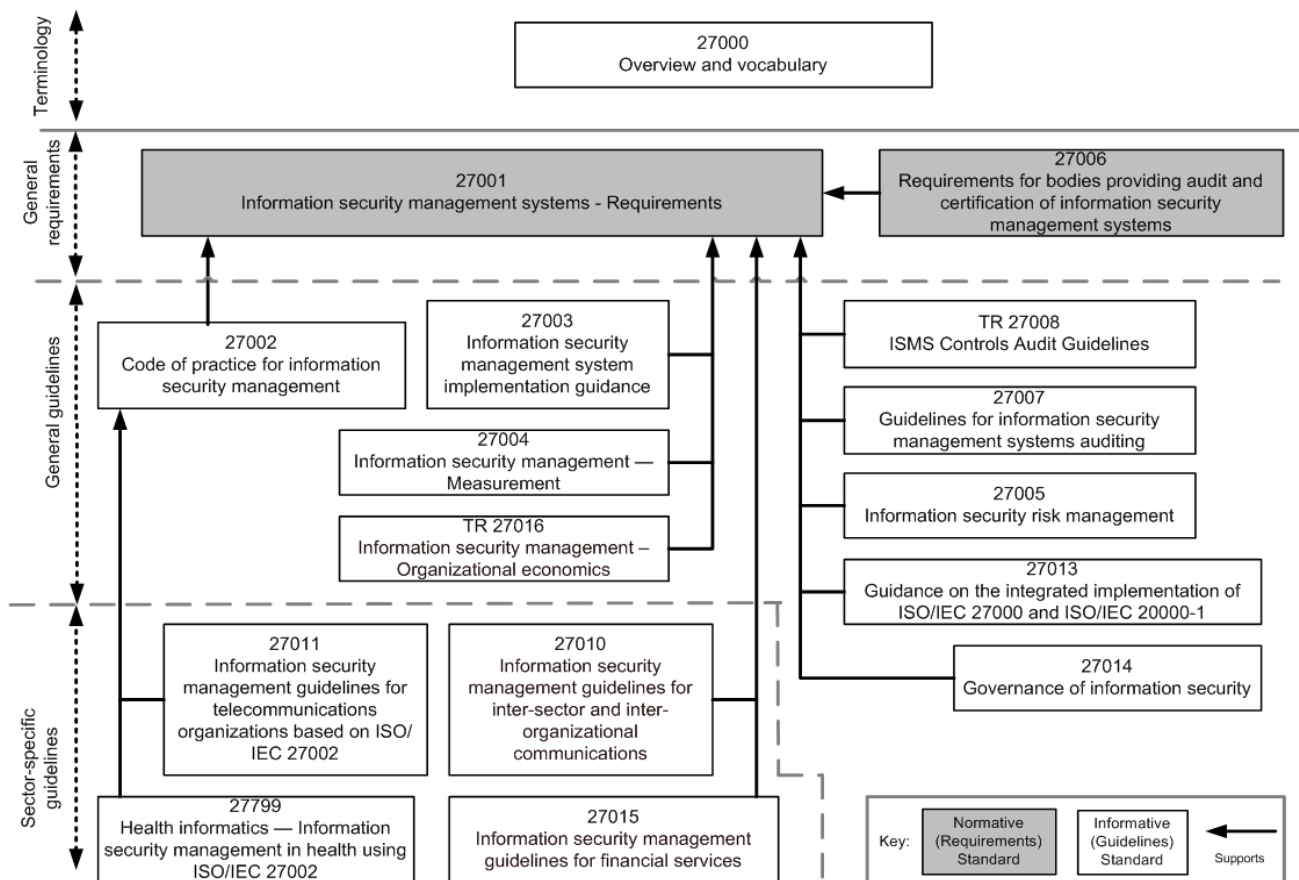 Terminology
27000
Overview and vocabulary
General
requirements
27001
Information security management systems - Requirements
27006
Requirements for bodies providing audit and
certification of information security
management systems
General guidelines
27002
Code of practice for information
security management
27003
Information security
management system
implementation guidance
27004
Information security management —
Measurement
TR 27016
Information security management –
Organizational economics
TR 27008
ISMS Controls Audit Guidelines
27007
Guidelines for information security
management systems auditing
27005
Information security risk management
27013
Guidance on the integrated implementation of
ISO/IEC 27000 and ISO/IEC 20000-1
27014
Governance of information security
Sector-specific
guidelines
27011
Information security
management guidelines for
telecommunications
organizations based on ISO/
IEC 27002
27010
Information security
management guidelines for
inter-sector and inter-
organizational
communications
27799
Health informatics — Information
security management in health using
ISO/IEC 27002
27015
Information security management
guidelines for financial services
Key:
Normative
(Requirements)
Standard
Informative
(Guidelines)
Standard
Supports